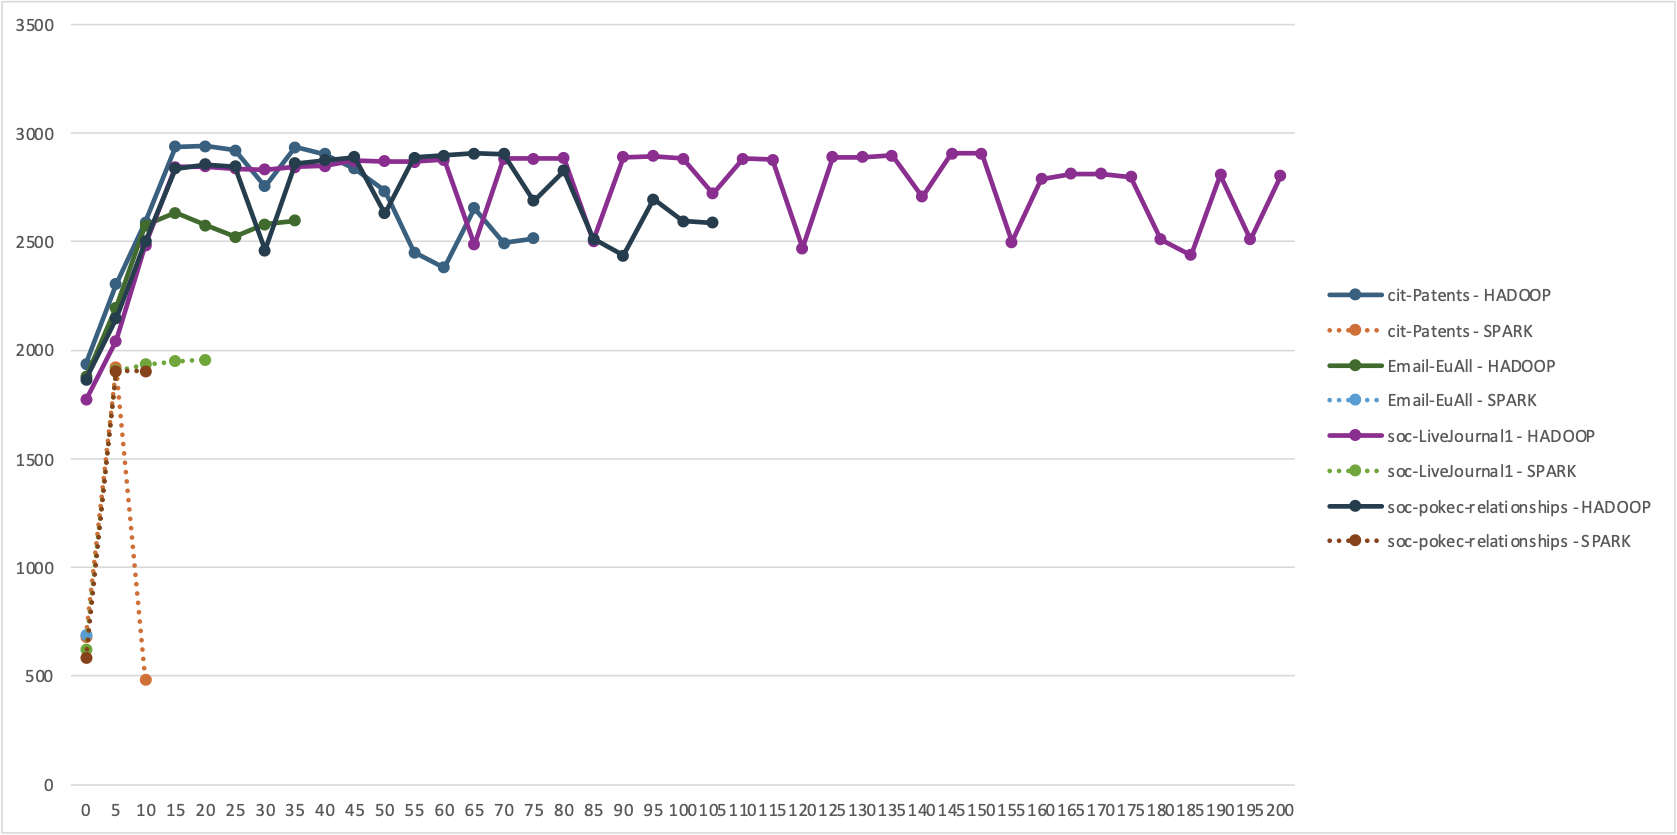 3500
3000
2500
2000
1500
1000
500
0
0 5 10 15 20 25 30 35 40 45 50 55 60 65 70 75 80 85 90 95 100 105 110 115 120 125 130 135 140 145 150 155 160 165 170 175 180 185 190 195 200
cit-Patents - HADOOP
cit-Patents - SPARK
Email-EuAll - HADOOP
Email-EuAll - SPARK
soc-LiveJournal1 - HADOOP
soc-LiveJournal1 - SPARK
soc-pokec-relationships - HADOOP
soc-pokec-relationships - SPARK